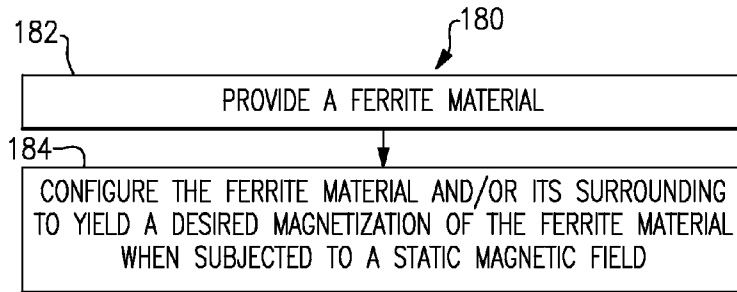 182
180
PROVIDE A FERRITE MATERIAL
184
CONFIGURE THE FERRITE MATERIAL AND/OR ITS SURROUNDING
TO YIELD A DESIRED MAGNETIZATION OF THE FERRITE MATERIAL
WHEN SUBJECTED TO A STATIC MAGNETIC FIELD